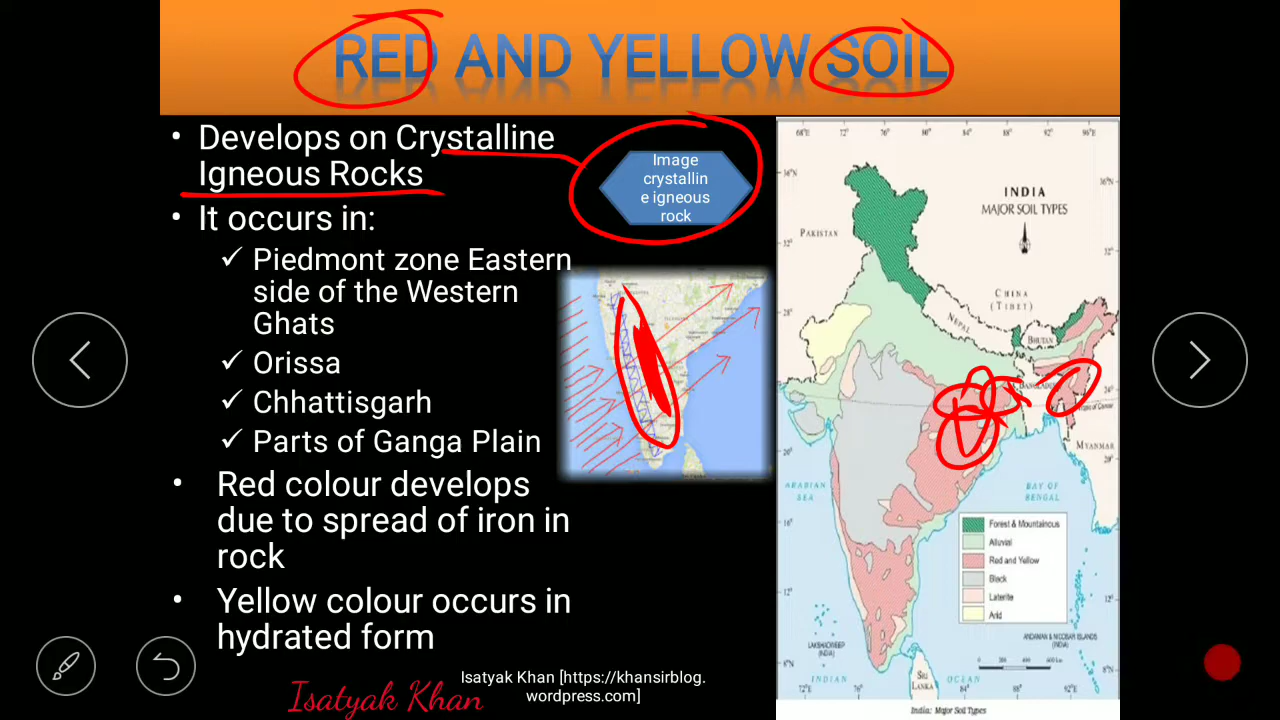 RED AND YELLOW SOIL
• Develops on Crystalline
Igneous Rocks
• It occurs in:
✓ Piedmont zone Eastern
side of the Western
Ghats
✓ Orissa
✓ Chhattisgarh
✓ Parts of Ganga Plain
• Red colour develops
due to spread of iron in
rock
• Yellow colour occurs in
hydrated form
Image
crystallin
e igneous
rock
INDIA
MAJOR SOIL TYPES
PAKISTAN
CHINA
(TIBET)
NEPAL
BHUTAN
MYANMAR
ARABIAN
SEA
BAY OF
BENGAL
Forest & Mountainous
Alluvial
Red and Yellow
Black
Laterite
Arid
LAKSHADWEEP
(INDIA)
ANDAMAN & NICOBAR ISLANDS
(INDIA)
SRI
LANKA
INDIAN OCEAN
India: Major Soil Types
Isatyak Khan
Isatyak Khan [https://khansirblog.
wordpress.com]